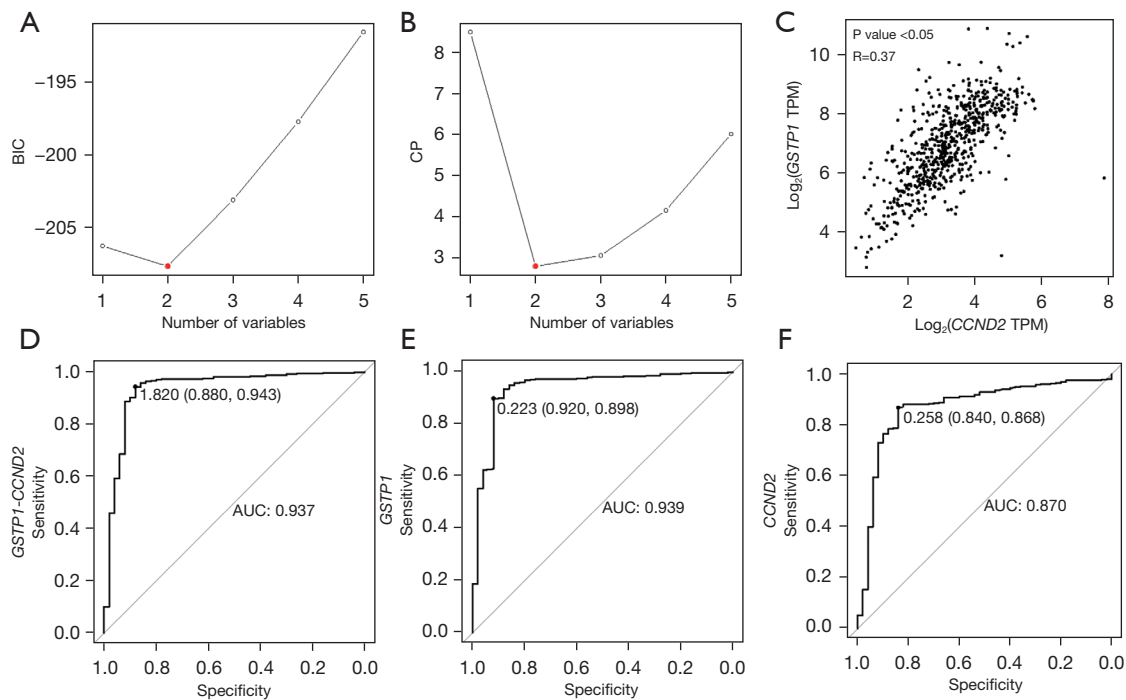 A
BIC
−195
−200
−205
1 2 3 4 5
Number of variables
B
CP
8
7
6
5
4
3
1 2 3 4 5
Number of variables
C
P value <0.05
R=0.37
Log₂(GSTP1 TPM)
10
8
6
4
2 4 6 8
Log₂(CCND2 TPM)
D
GSTP1-CCND2
Sensitivity
1.0
0.8
0.6
0.4
0.2
0.0
1.820 (0.880, 0.943)
AUC: 0.937
1.0 0.8 0.6 0.4 0.2 0.0
Specificity
E
GSTP1
Sensitivity
1.0
0.8
0.6
0.4
0.2
0.0
0.223 (0.920, 0.898)
AUC: 0.939
1.0 0.8 0.6 0.4 0.2 0.0
Specificity
F
CCND2
Sensitivity
1.0
0.8
0.6
0.4
0.2
0.0
0.258 (0.840, 0.868)
AUC: 0.870
1.0 0.8 0.6 0.4 0.2 0.0
Specificity